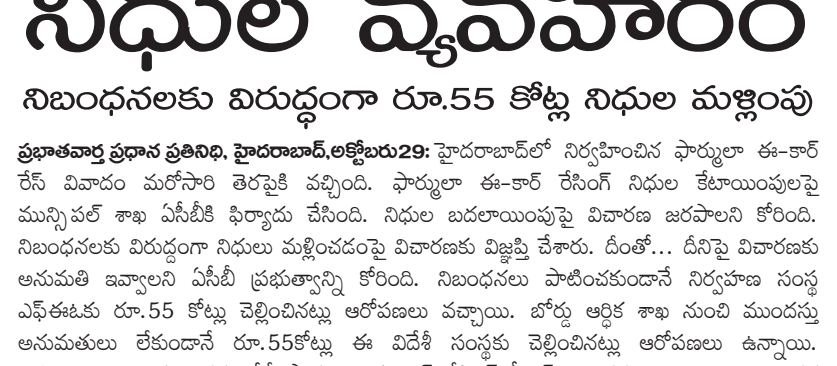 నిధుల వ్యవహారం
నిబంధనలకు విరుద్ధంగా రూ.55 కోట్ల నిధుల మళ్లింపు
ప్రభాతవార్త ప్రధాన ప్రతినిధి, హైదరాబాద్,అక్టోబరు29: హైదరాబాద్‌లో నిర్వహించిన ఫార్ములా ఈ-కార్
రేస్ వివాదం మరోసారి తెరపైకి వచ్చింది. ఫార్ములా ఈ-కార్ రేసింగ్ నిధుల కేటాయింపులపై
మున్సిపల్ శాఖ ఏసీబీకి ఫిర్యాదు చేసింది. నిధుల బదలాయింపుపై విచారణ జరపాలని కోరింది.
నిబంధనలకు విరుద్దంగా నిధులు మళ్లించడంపై విచారణకు విజ్ఞప్తి చేశారు. దీంతో... దీనిపై విచారణకు
అనుమతి ఇవ్వాలని ఏసీబీ ప్రభుత్వాన్ని కోరింది. నిబంధనలు పాటించకుండానే నిర్వహణ సంస్థ
ఎఫ్ఈఓకు రూ.55 కోట్లు చెల్లించినట్లు ఆరోపణలు వచ్చాయి. బోర్డు ఆర్ధిక శాఖ నుంచి ముందస్తు
అనుమతులు లేకుండానే రూ.55కోట్లు ఈ విదేశీ సంస్థకు చెల్లించినట్లు ఆరోపణలు ఉన్నాయి.